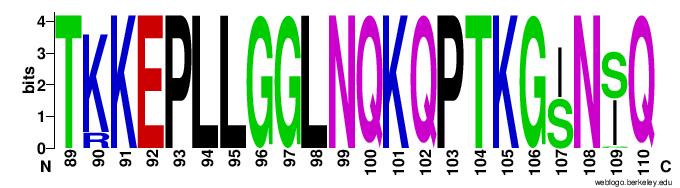 4
3
2
1
0
bits
TKKEPLLGGLNQKQPTKGINSQ
R S I
N 89 90 91 92 93 94 95 96 97 98 99 100 101 102 103 104 105 106 107 108 109 110 C
weblogo.berkeley.edu